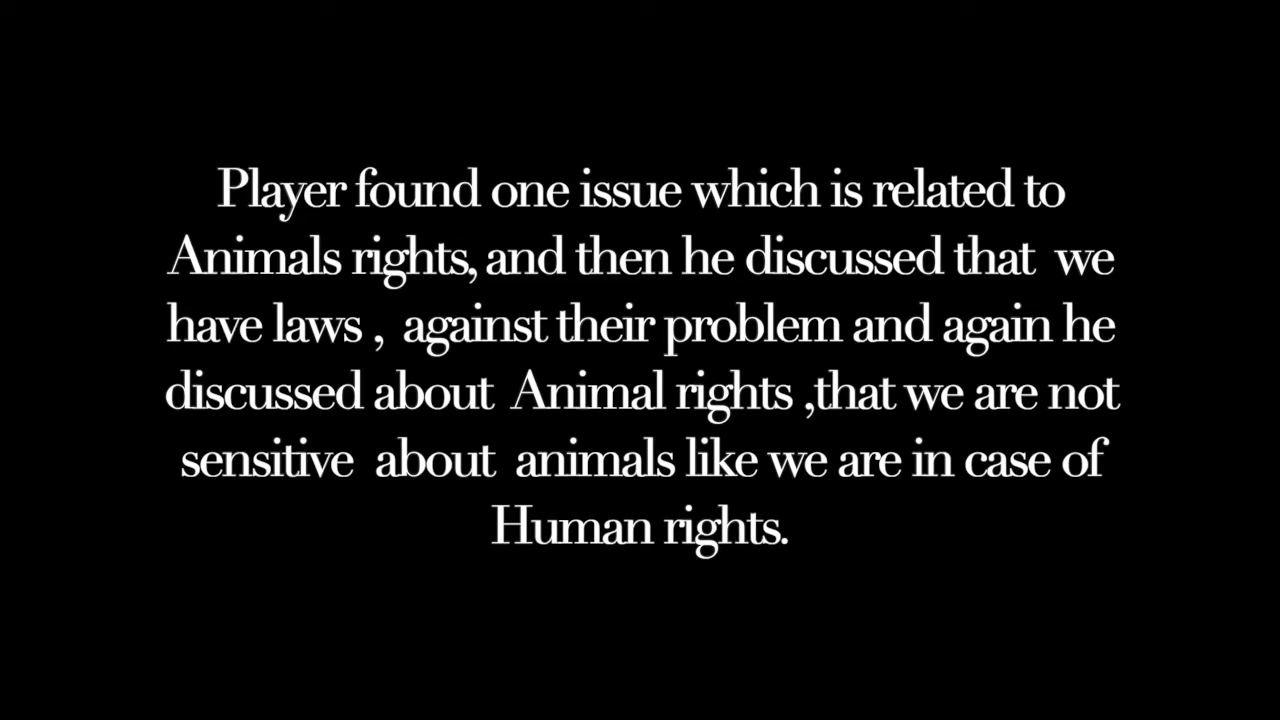 Player found one issue which is related to
Animals rights, and then he discussed that we
have laws , against their problem and again he
discussed about Animal rights ,that we are not
sensitive about animals like we are in case of
Human rights.